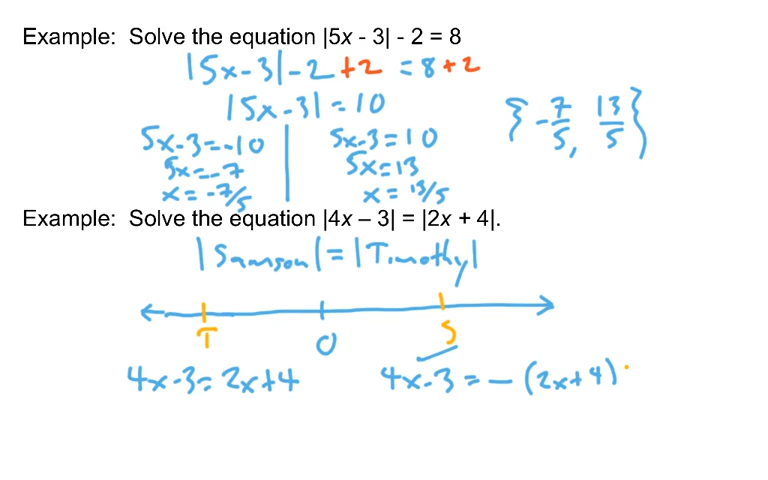 Example: Solve the equation |5x - 3| - 2 = 8
|5x-3|-2+2 = 8+2
|5x-3| = 10
{-7/5, 13/5}
5x-3=-10
5x=-7
x=-7/5
5x-3=10
5x=13
x = 13/5
Example: Solve the equation |4x – 3| = |2x + 4|.
|Samson|=|Timothy|
T
O
S
4x-3=2x+4
4x-3=-(2x+4)